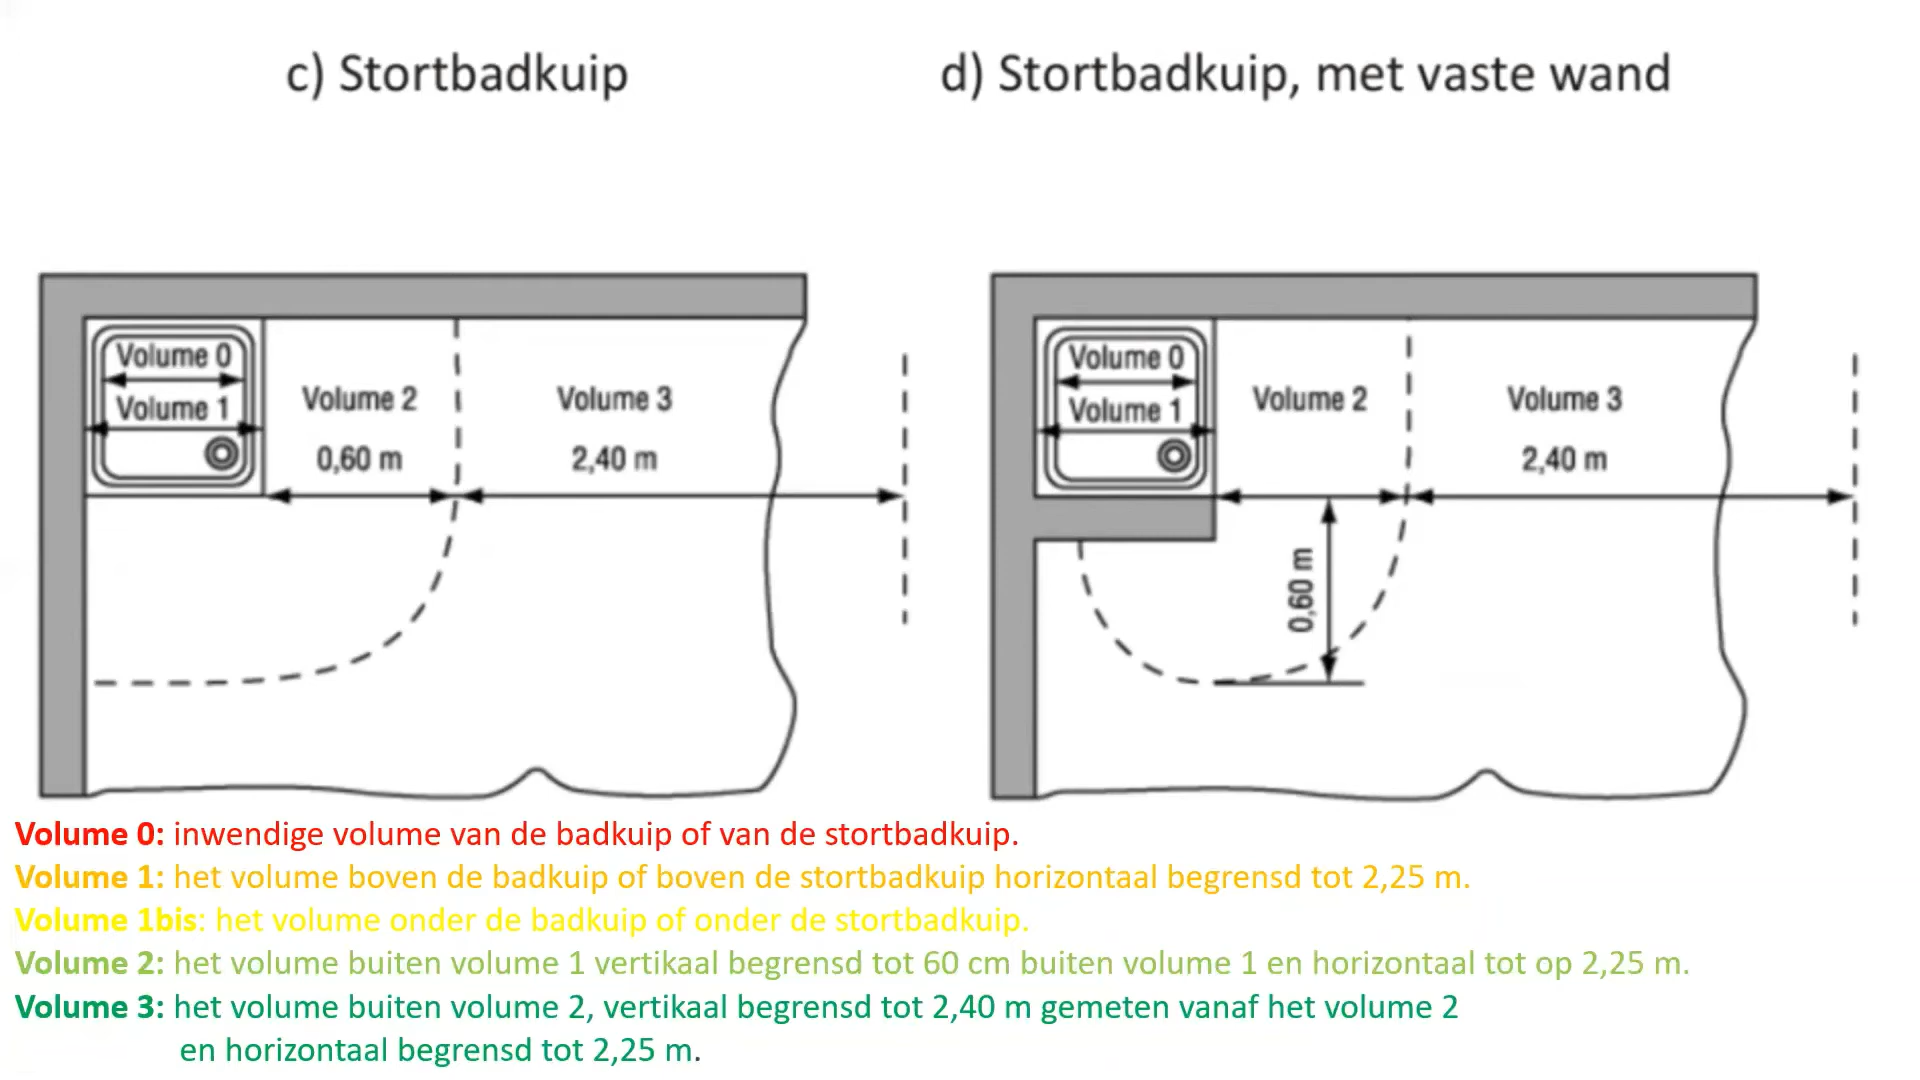 c) Stortbadkuip
d) Stortbadkuip, met vaste wand
Volume 0
Volume 1
Volume 2
0,60 m
Volume 3
2,40 m
Volume 0
Volume 1
Volume 2
Volume 3
2,40 m
0,60 m
Volume 0: inwendige volume van de badkuip of van de stortbadkuip.
Volume 1: het volume boven de badkuip of boven de stortbadkuip horizontaal begrensd tot 2,25 m.
Volume 1bis: het volume onder de badkuip of onder de stortbadkuip.
Volume 2: het volume buiten volume 1 vertikaal begrensd tot 60 cm buiten volume 1 en horizontaal tot op 2,25 m.
Volume 3: het volume buiten volume 2, vertikaal begrensd tot 2,40 m gemeten vanaf het volume 2
en horizontaal begrensd tot 2,25 m.